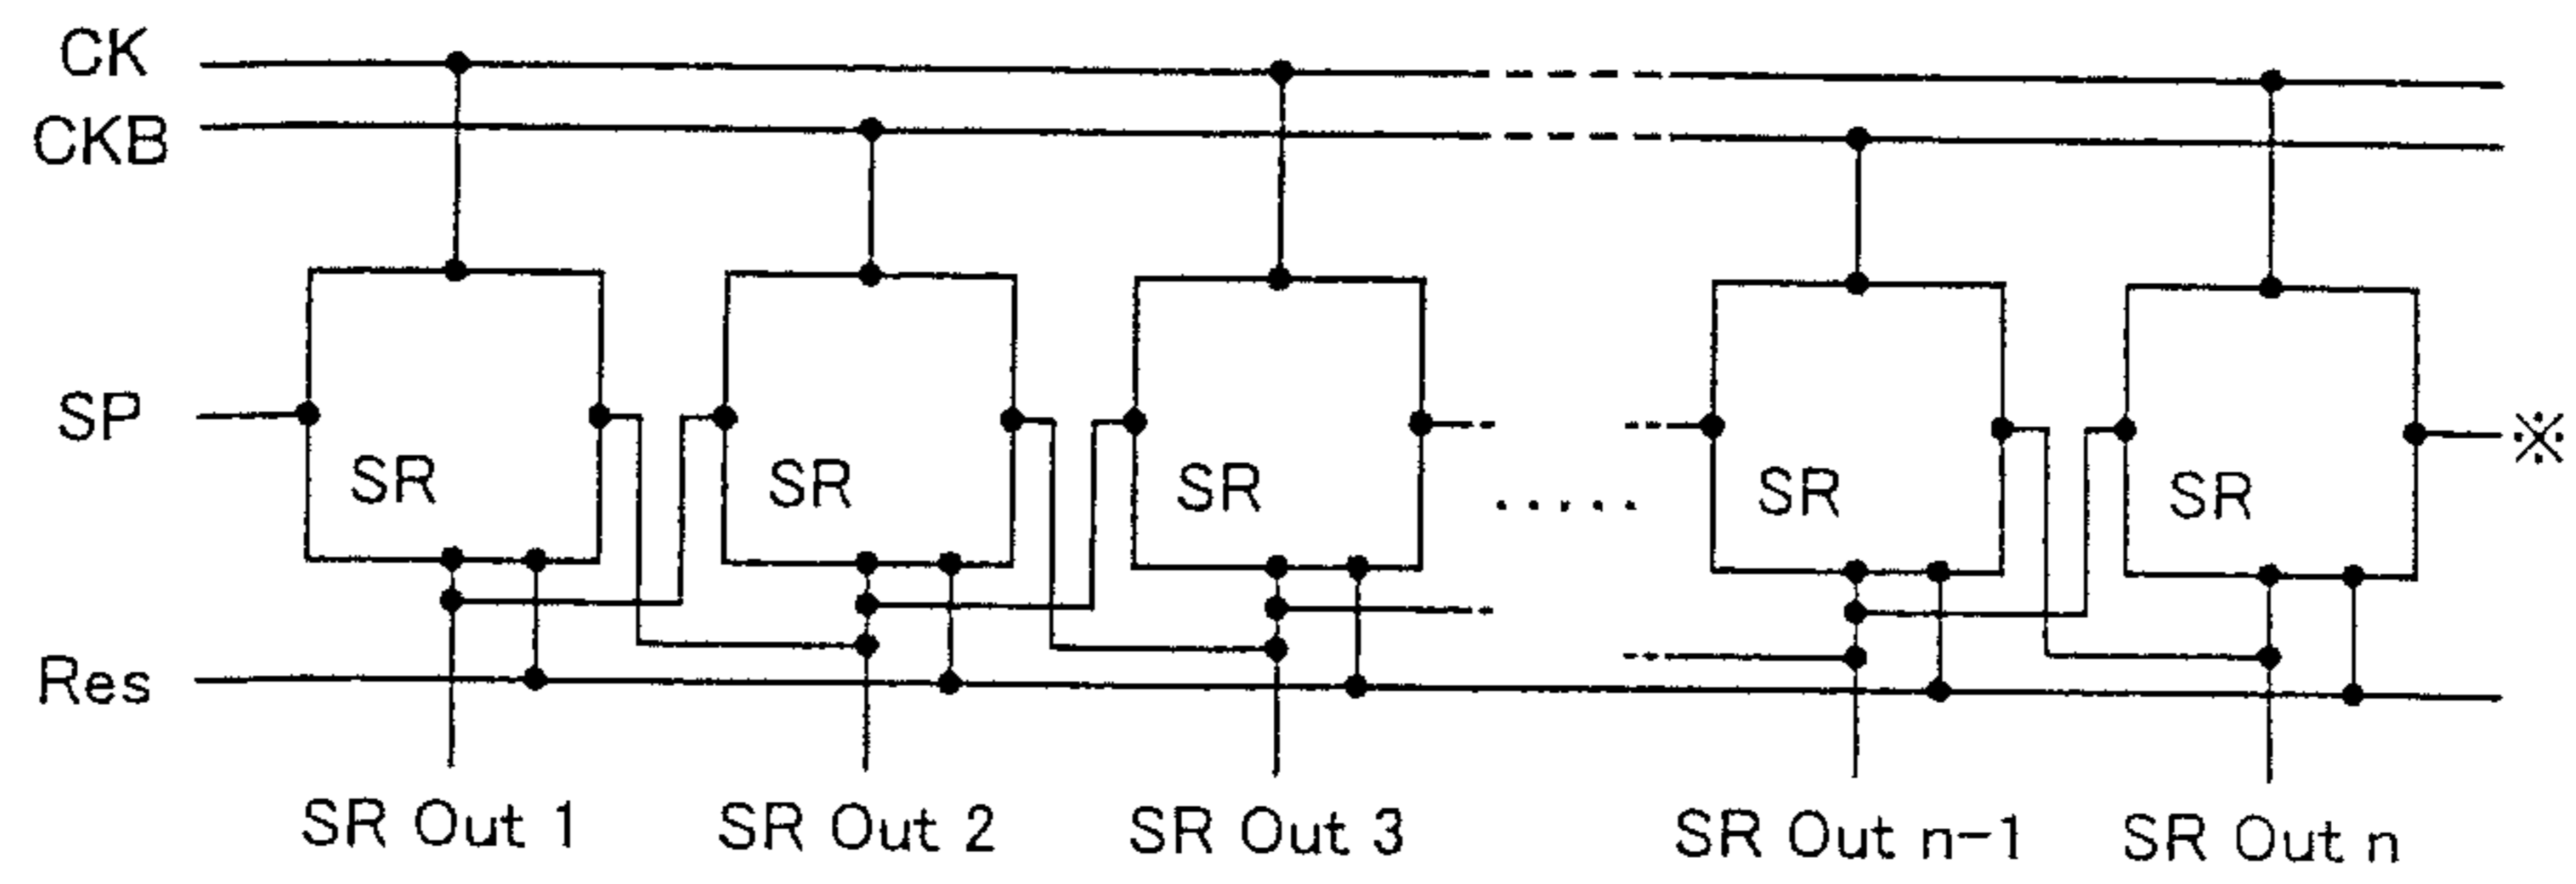 CK
CKB
SP
SR
SR
SR
.....
SR
SR
※
Res
SR Out 1
SR Out 2
SR Out 3
SR Out n-1
SR Out n